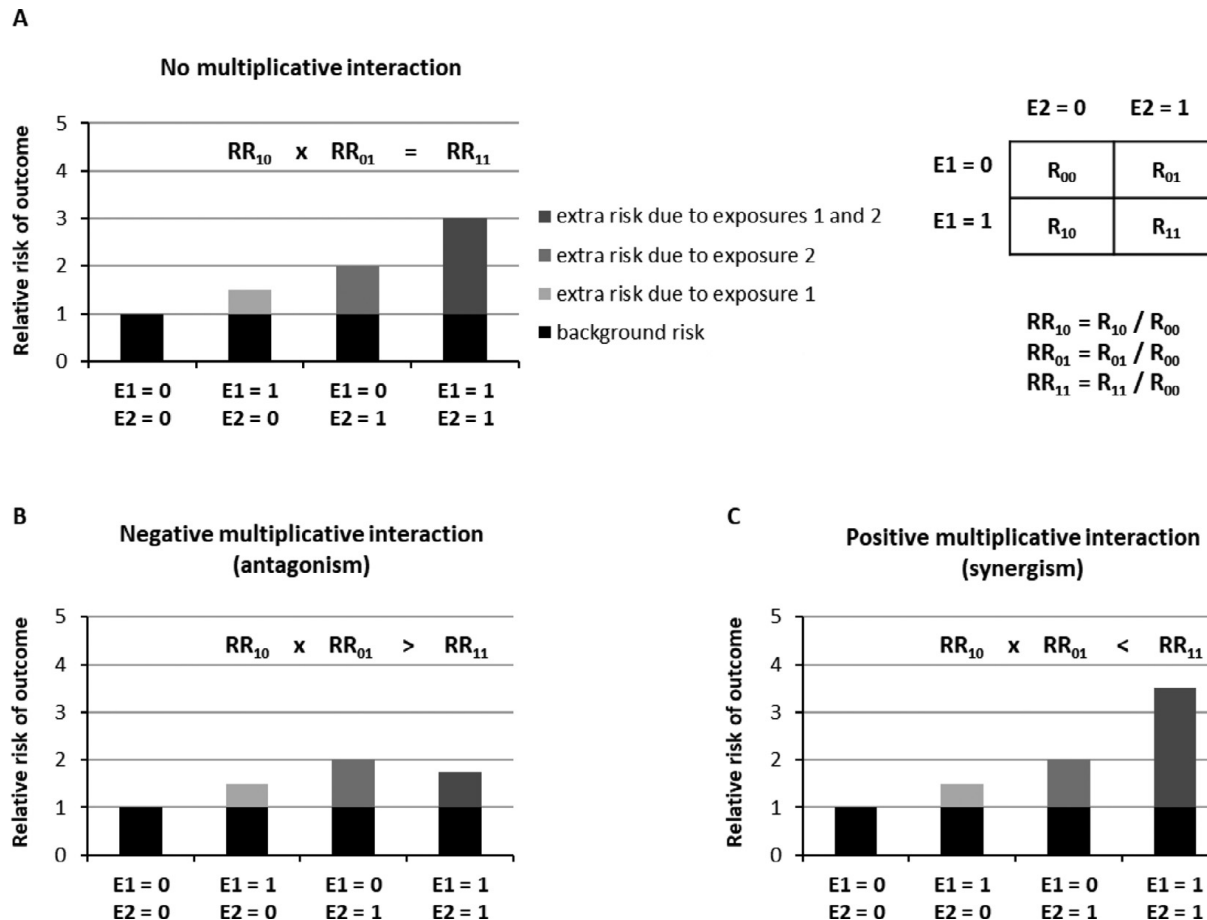 A
No multiplicative interaction
Relative risk of outcome
5
4
3
2
1
0
RR₁₀ x RR₀₁ = RR₁₁
E1 = 0 E1 = 1 E1 = 0 E1 = 1
E2 = 0 E2 = 0 E2 = 1 E2 = 1
extra risk due to exposures 1 and 2
extra risk due to exposure 2
extra risk due to exposure 1
background risk
E2 = 0 E2 = 1
E1 = 0 R₀₀ R₀₁
E1 = 1 R₁₀ R₁₁
RR₁₀ = R₁₀ / R₀₀
RR₀₁ = R₀₁ / R₀₀
RR₁₁ = R₁₁ / R₀₀
B
Negative multiplicative interaction
(antagonism)
Relative risk of outcome
5
4
3
2
1
0
RR₁₀ x RR₀₁ > RR₁₁
E1 = 0 E1 = 1 E1 = 0 E1 = 1
E2 = 0 E2 = 0 E2 = 1 E2 = 1
C
Positive multiplicative interaction
(synergism)
Relative risk of outcome
5
4
3
2
1
0
RR₁₀ x RR₀₁ < RR₁₁
E1 = 0 E1 = 1 E1 = 0 E1 = 1
E2 = 0 E2 = 0 E2 = 1 E2 = 1